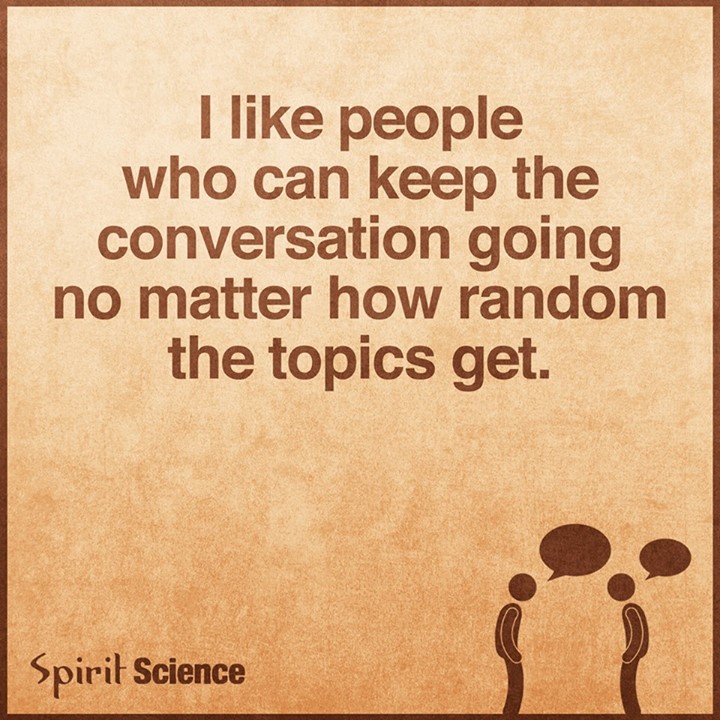 I like people
who can keep the
conversation going
no matter how random
the topics get.
Spirit Science